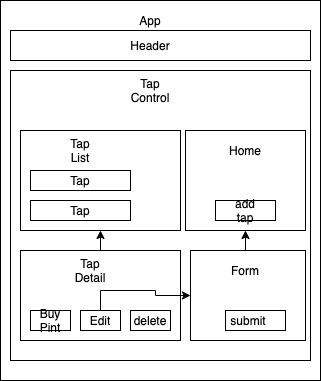 App
Header
Tap
Control
Tap
List
Home
Tap
Tap
add
tap
Tap
Detail
Form
Buy
Pint
Edit
delete
submit